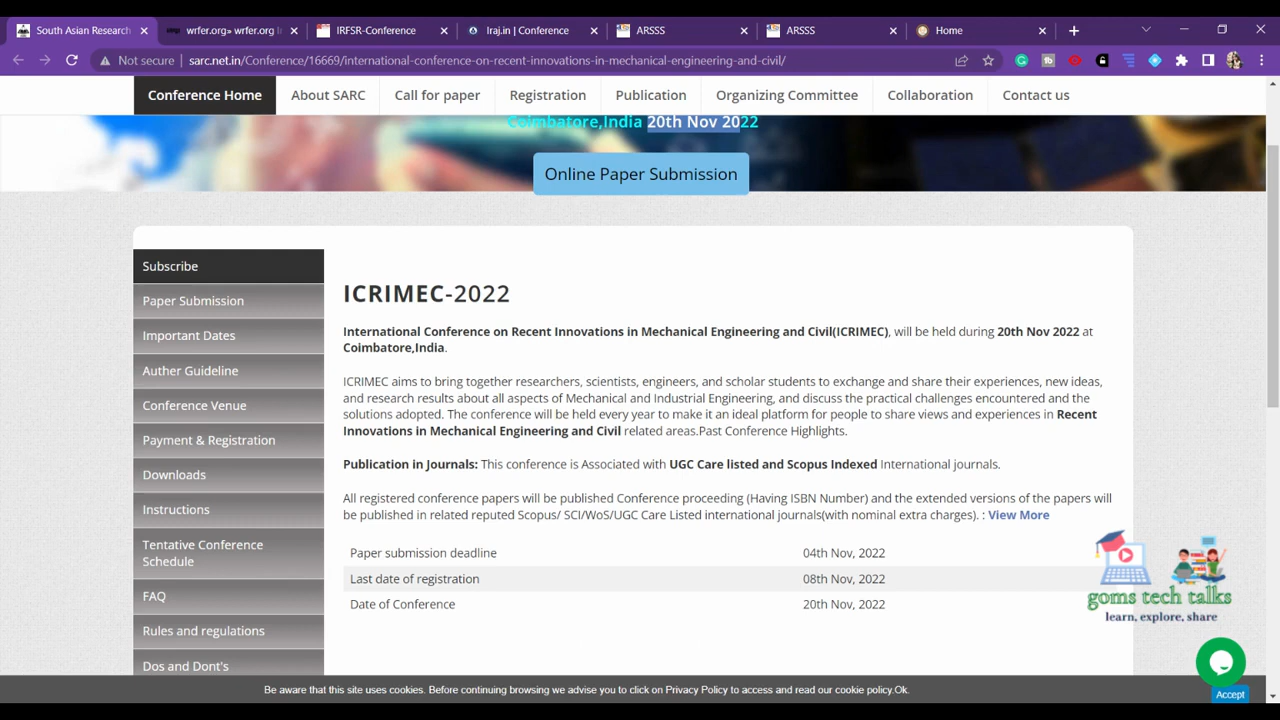 South Asian Research
wrfer.org» wrfer.org I
IRFSR-Conference
Iraj.in | Conference
ARSSS
ARSSS
Home
Not secure
sarc.net.in/Conference/16669/international-conference-on-recent-innovations-in-mechanical-engineering-and-civil/
Conference Home
About SARC
Call for paper
Registration
Publication
Organizing Committee
Collaboration
Contact us
Coimbatore,India 20th Nov 2022
Online Paper Submission
Subscribe
Paper Submission
Important Dates
Auther Guideline
Conference Venue
Payment & Registration
Downloads
Instructions
Tentative Conference
Schedule
FAQ
Rules and regulations
Dos and Dont's
ICRIMEC-2022
International Conference on Recent Innovations in Mechanical Engineering and Civil(ICRIMEC), will be held during 20th Nov 2022 at
Coimbatore,India.
ICRIMEC aims to bring together researchers, scientists, engineers, and scholar students to exchange and share their experiences, new ideas,
and research results about all aspects of Mechanical and Industrial Engineering, and discuss the practical challenges encountered and the
solutions adopted. The conference will be held every year to make it an ideal platform for people to share views and experiences in Recent
Innovations in Mechanical Engineering and Civil related areas.Past Conference Highlights.
Publication in Journals: This conference is Associated with UGC Care listed and Scopus Indexed International journals.
All registered conference papers will be published Conference proceeding (Having ISBN Number) and the extended versions of the papers will
be published in related reputed Scopus/ SCI/WoS/UGC Care Listed international journals(with nominal extra charges). : View More
Paper submission deadline 04th Nov, 2022
Last date of registration 08th Nov, 2022
Date of Conference 20th Nov, 2022
goms tech talks
learn, explore, share
Be aware that this site uses cookies. Before continuing browsing we advise you to click on Privacy Policy to access and read our cookie policy.Ok.
Accept